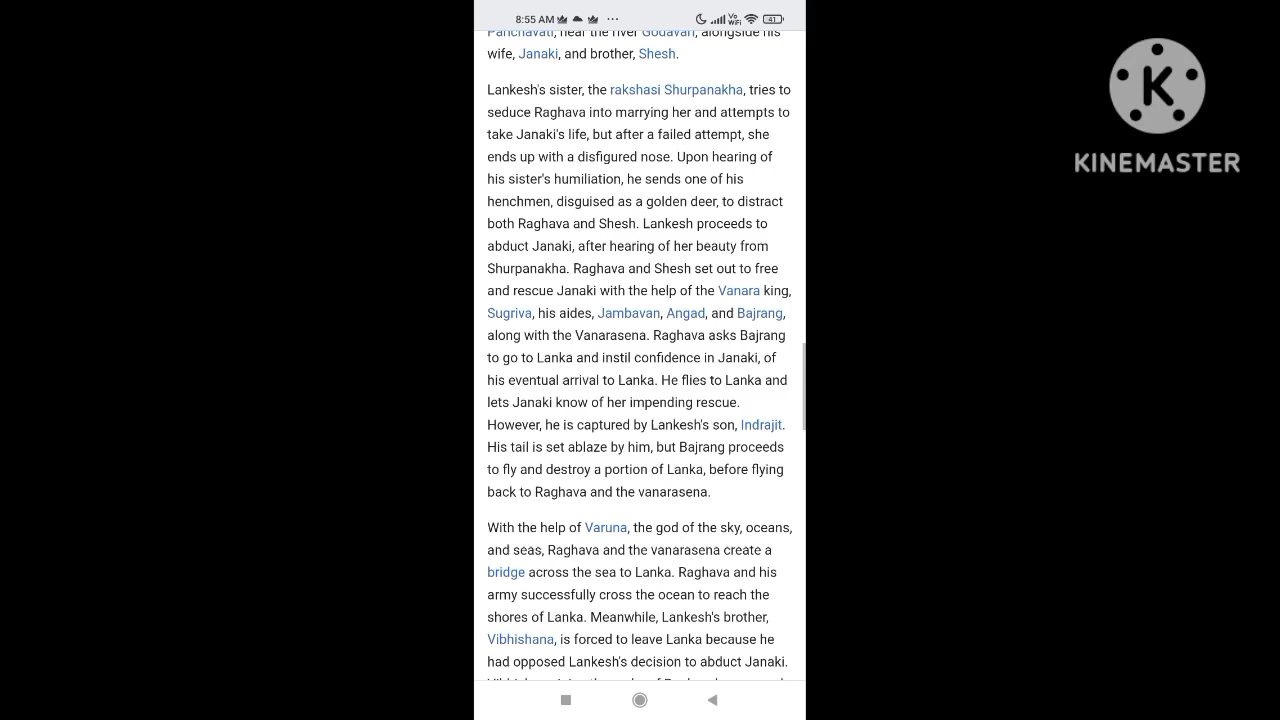 8:55 AM ...
Vo
WiFi
41
Panchavati, near the river Godavari, alongside his
wife, Janaki, and brother, Shesh.
Lankesh's sister, the rakshasi Shurpanakha, tries to
seduce Raghava into marrying her and attempts to
take Janaki's life, but after a failed attempt, she
ends up with a disfigured nose. Upon hearing of
his sister's humiliation, he sends one of his
henchmen, disguised as a golden deer, to distract
both Raghava and Shesh. Lankesh proceeds to
abduct Janaki, after hearing of her beauty from
Shurpanakha. Raghava and Shesh set out to free
and rescue Janaki with the help of the Vanara king,
Sugriva, his aides, Jambavan, Angad, and Bajrang,
along with the Vanarasena. Raghava asks Bajrang
to go to Lanka and instil confidence in Janaki, of
his eventual arrival to Lanka. He flies to Lanka and
lets Janaki know of her impending rescue.
However, he is captured by Lankesh's son, Indrajit.
His tail is set ablaze by him, but Bajrang proceeds
to fly and destroy a portion of Lanka, before flying
back to Raghava and the vanarasena.
With the help of Varuna, the god of the sky, oceans,
and seas, Raghava and the vanarasena create a
bridge across the sea to Lanka. Raghava and his
army successfully cross the ocean to reach the
shores of Lanka. Meanwhile, Lankesh's brother,
Vibhishana, is forced to leave Lanka because he
had opposed Lankesh's decision to abduct Janaki.
K
KINEMASTER